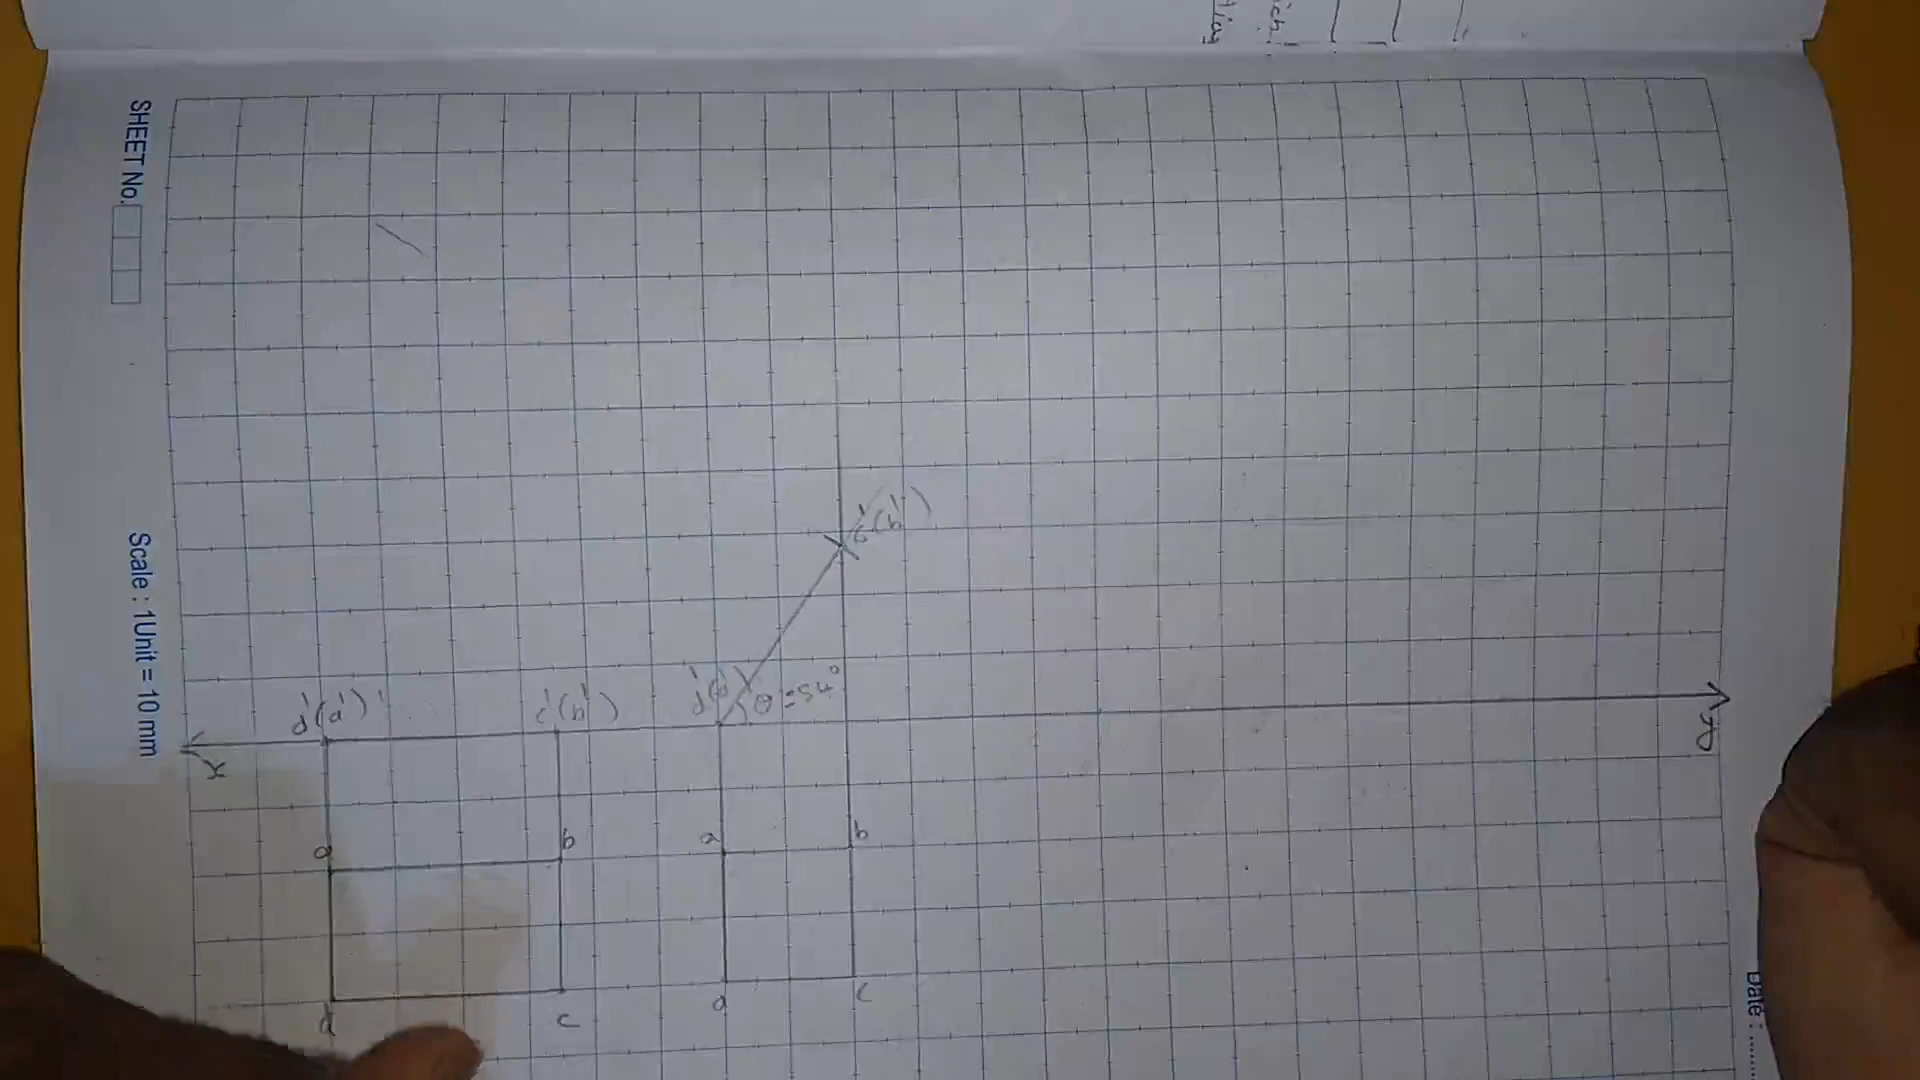 SHEET No.
Scale : 1Unit = 10 mm
Date : ......
c'(b')
d'(a')
c'(b')
θ = 54°
d'(a')
x
a
b
a
b
d
c
d
c